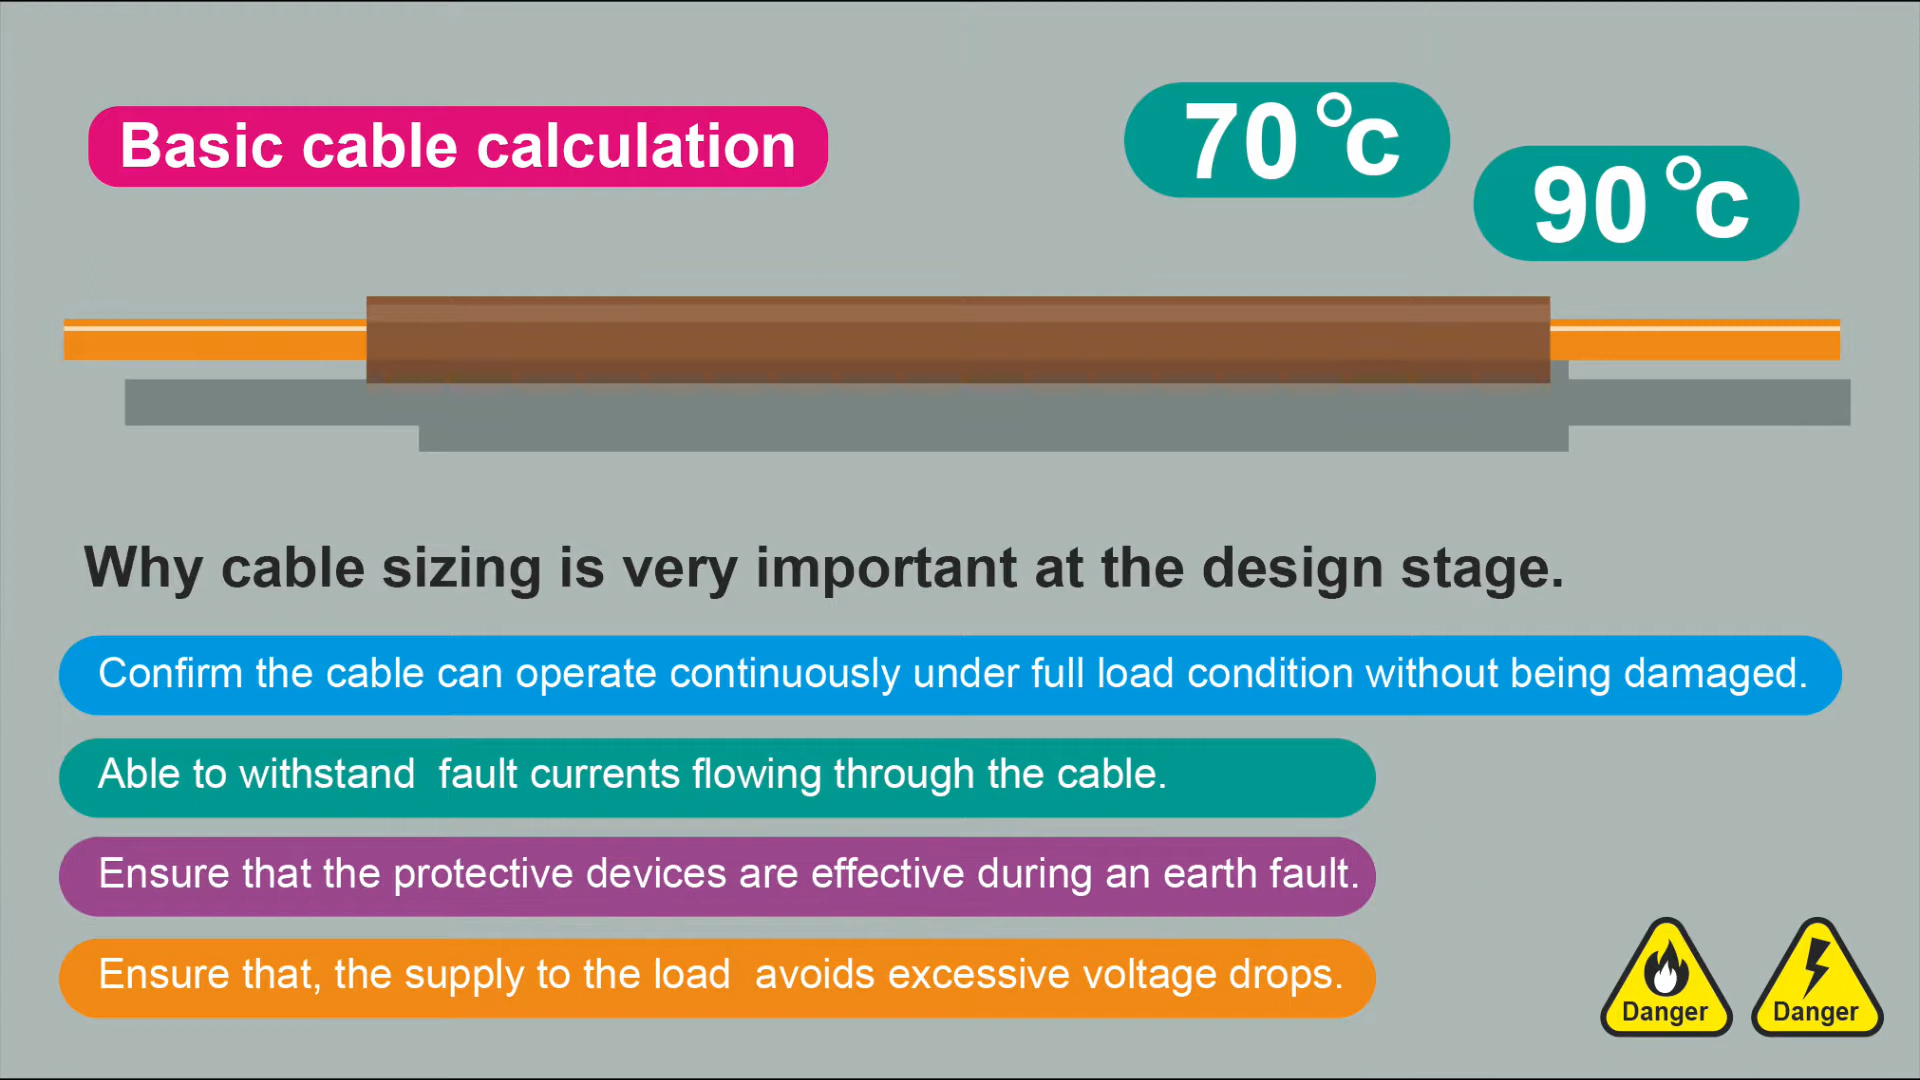 Basic cable calculation
70°c
90°c
Why cable sizing is very important at the design stage.
Confirm the cable can operate continuously under full load condition without being damaged.
Able to withstand  fault currents flowing through the cable.
Ensure that the protective devices are effective during an earth fault.
Ensure that, the supply to the load  avoids excessive voltage drops.
Danger
Danger